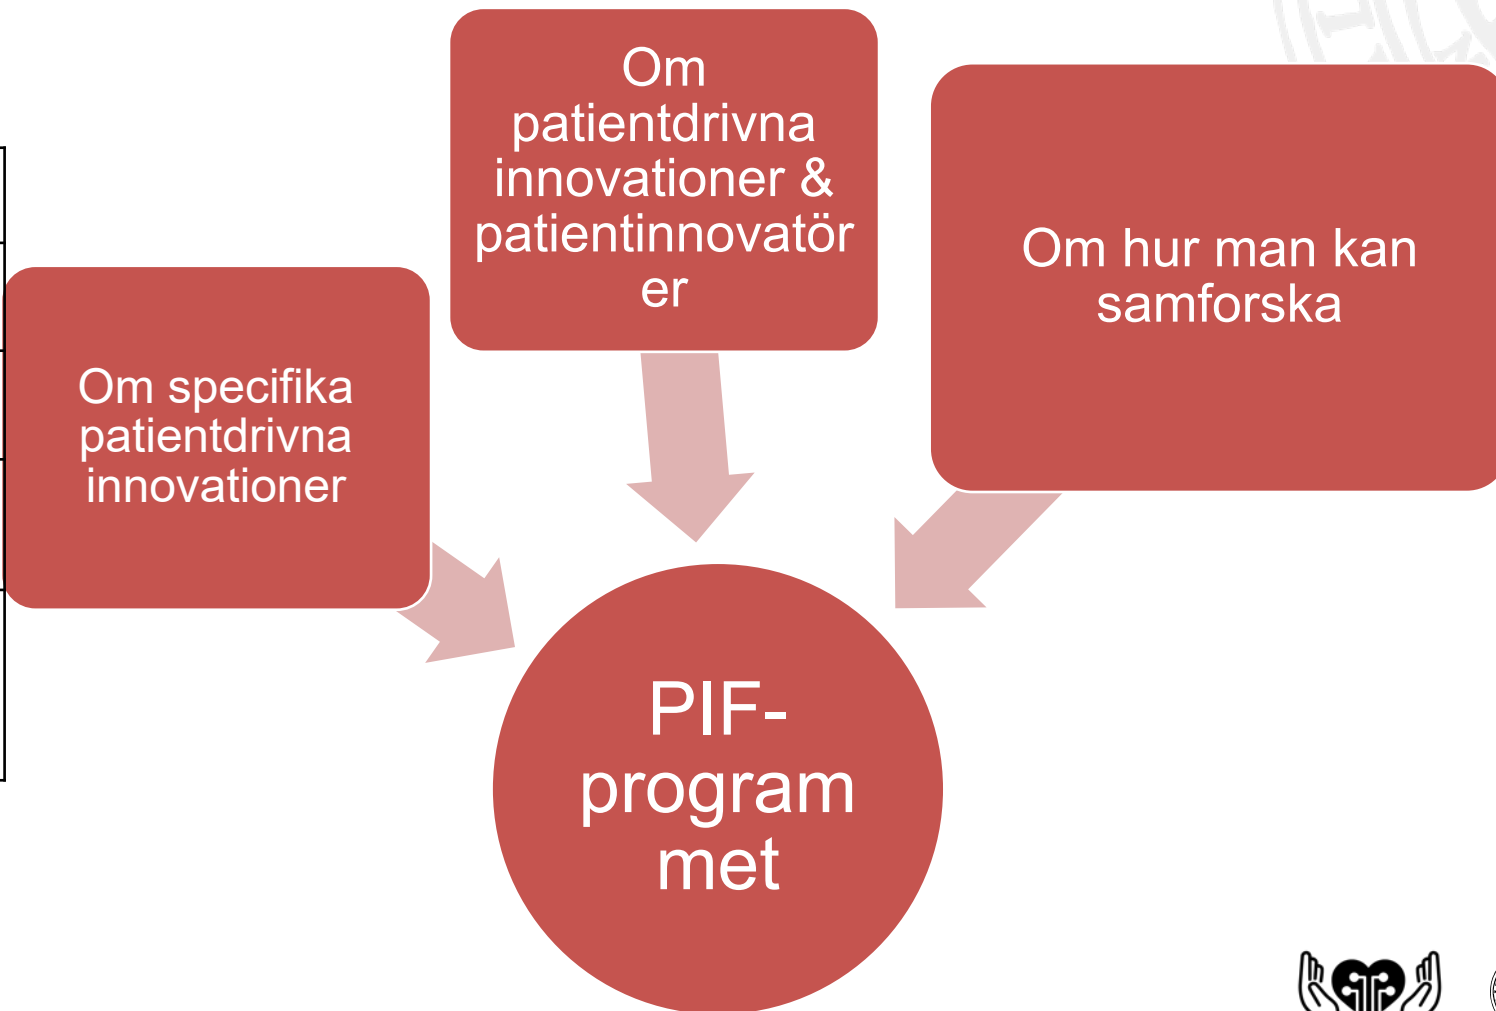 Om
patientdrivna
innovationer &
patientinnovatör
er
Om hur man kan
samforska
Om specifika
patientdrivna
innovationer
PIF-
program
met